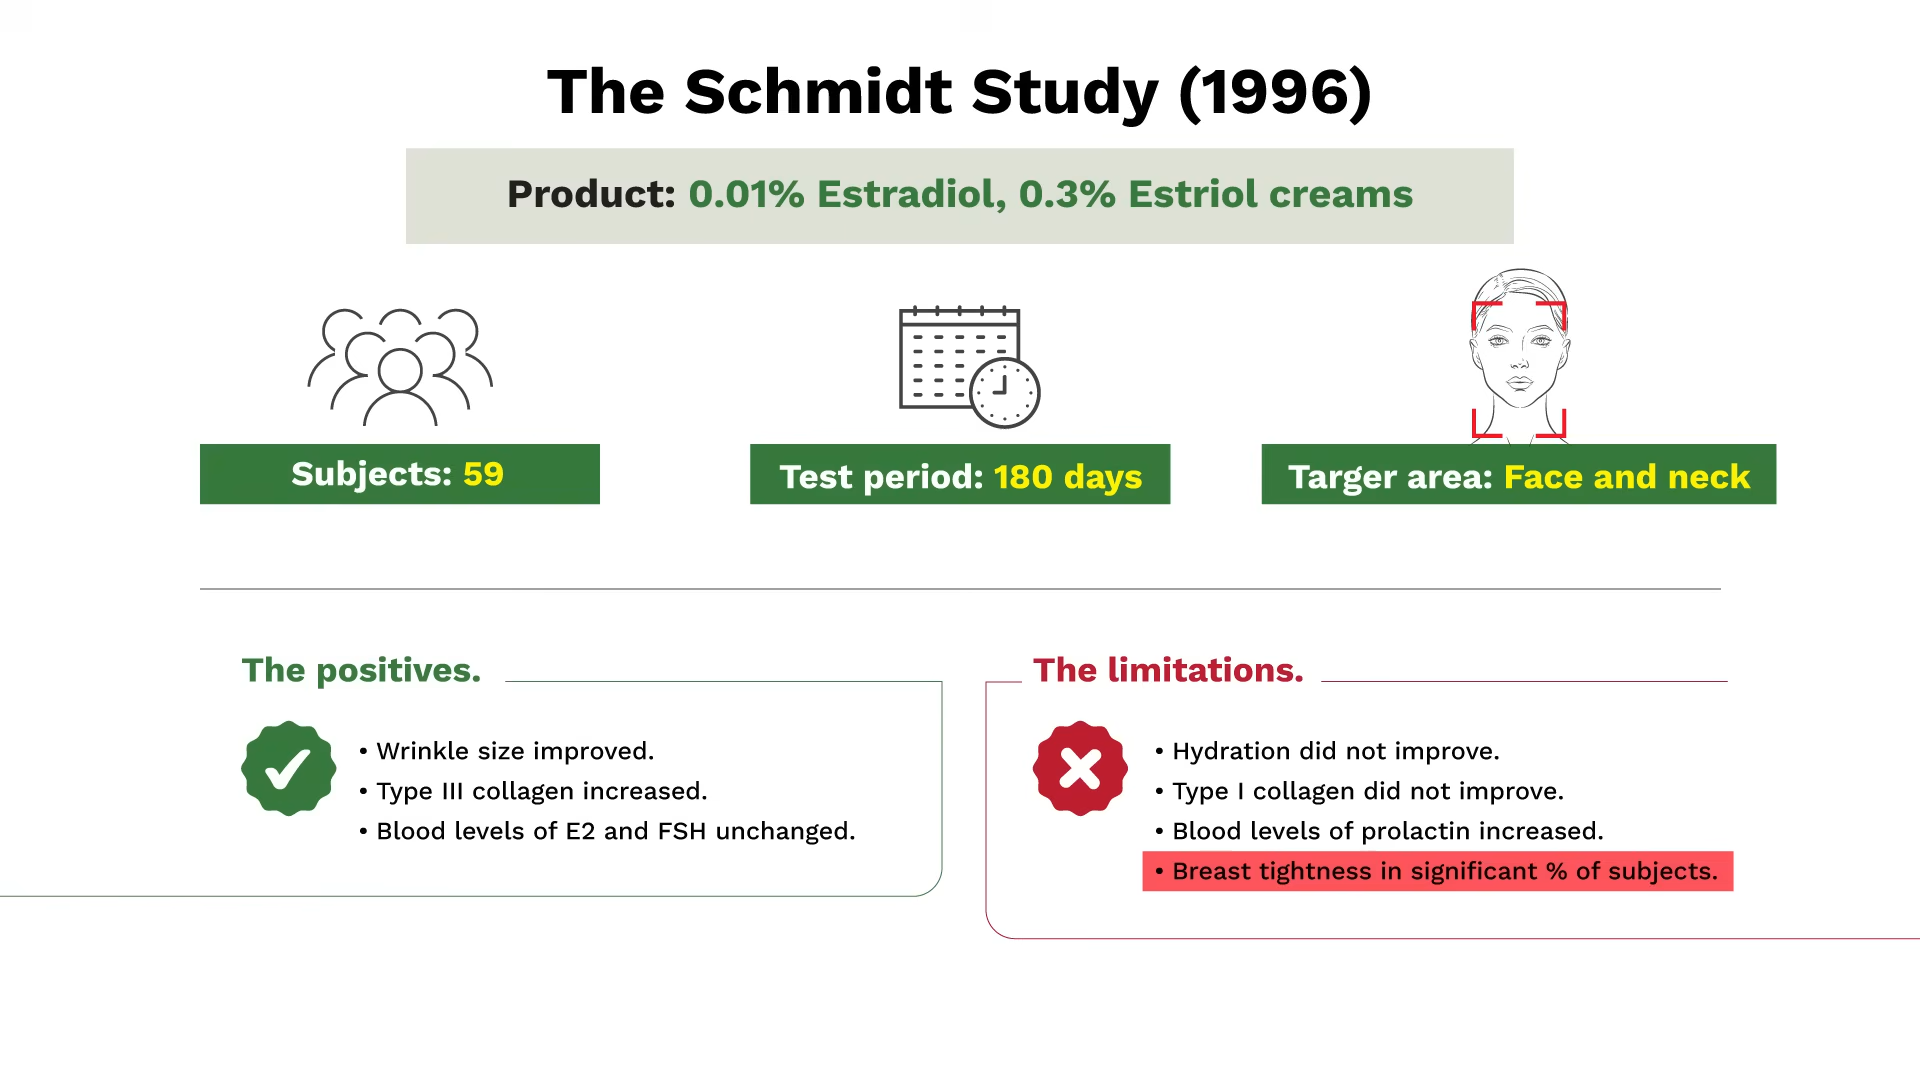 The Schmidt Study (1996)
Product: 0.01% Estradiol, 0.3% Estriol creams
Subjects: 59
Test period: 180 days
Targer area: Face and neck
The positives.
• Wrinkle size improved.
• Type III collagen increased.
• Blood levels of E2 and FSH unchanged.
The limitations.
• Hydration did not improve.
• Type I collagen did not improve.
• Blood levels of prolactin increased.
• Breast tightness in significant % of subjects.